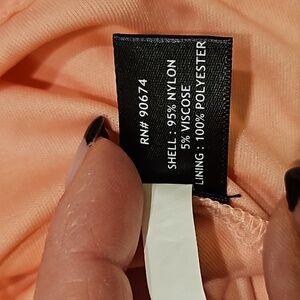 RN# 90674
SHELL : 95% NYLON
5% VISCOSE
LINING : 100% POLYESTER